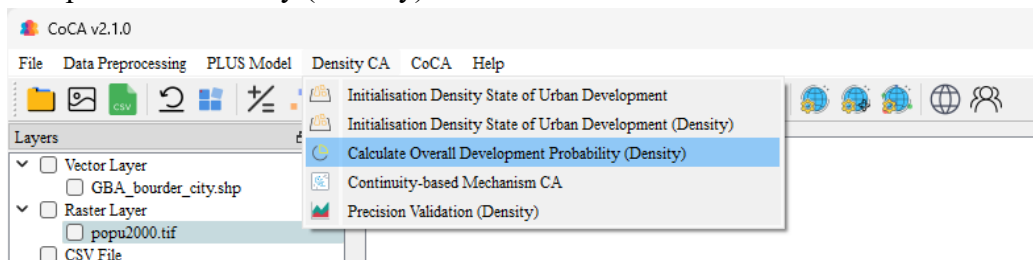 CoCA v2.1.0
File Data Preprocessing PLUS Model Density CA CoCA Help
csv
Initialisation Density State of Urban Development
Initialisation Density State of Urban Development (Density)
Calculate Overall Development Probability (Density)
Continuity-based Mechanism CA
Precision Validation (Density)
Layers
Vector Layer
GBA_bourder_city.shp
Raster Layer
popu2000.tif
CSV File